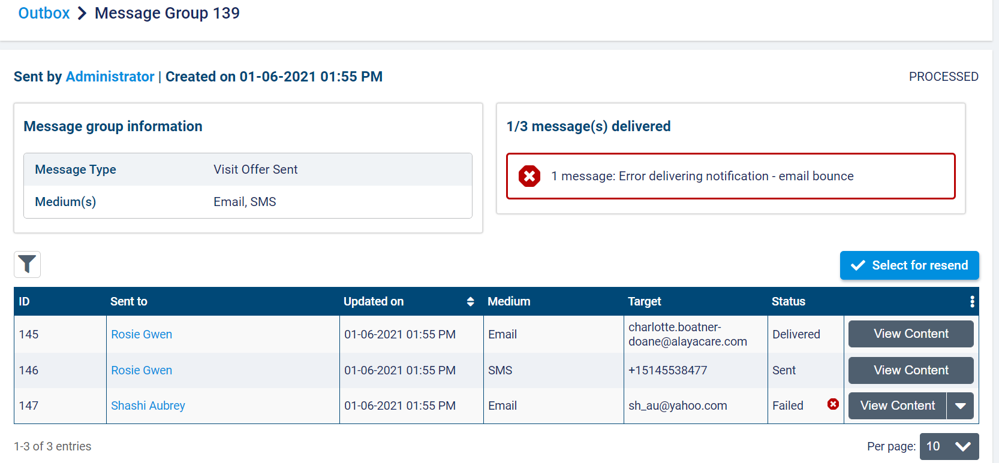 Outbox > Message Group 139
Sent by Administrator | Created on 01-06-2021 01:55 PM
PROCESSED
Message group information
Message Type Visit Offer Sent
Medium(s) Email, SMS
1/3 message(s) delivered
1 message: Error delivering notification - email bounce
Select for resend
ID Sent to Updated on Medium Target Status
145 Rosie Gwen 01-06-2021 01:55 PM Email charlotte.boatner-
doane@alayacare.com Delivered View Content
146 Rosie Gwen 01-06-2021 01:55 PM SMS +15145538477 Sent View Content
147 Shashi Aubrey 01-06-2021 01:55 PM Email sh_au@yahoo.com Failed View Content
1-3 of 3 entries
Per page: 10